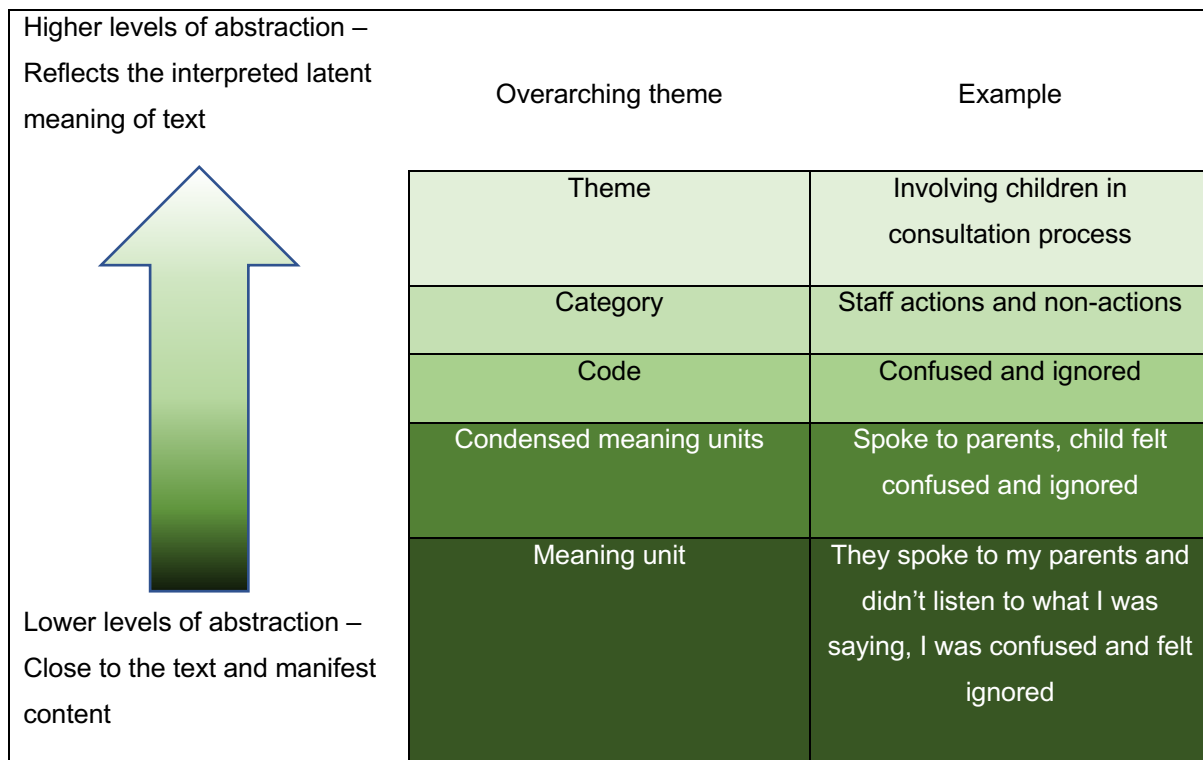 Higher levels of abstraction –
Reflects the interpreted latent
meaning of text
Overarching theme
Example
Theme
Involving children in
consultation process
Category
Staff actions and non-actions
Code
Confused and ignored
Condensed meaning units
Spoke to parents, child felt
confused and ignored
Meaning unit
They spoke to my parents and
didn’t listen to what I was
saying, I was confused and felt
ignored
Lower levels of abstraction –
Close to the text and manifest
content